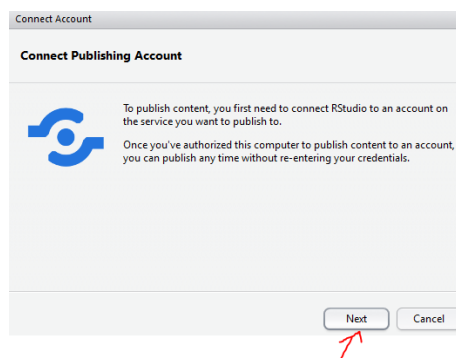 Connect Account
Connect Publishing Account
To publish content, you first need to connect RStudio to an account on
the service you want to publish to.
Once you've authorized this computer to publish content to an account,
you can publish any time without re-entering your credentials.
Next
Cancel